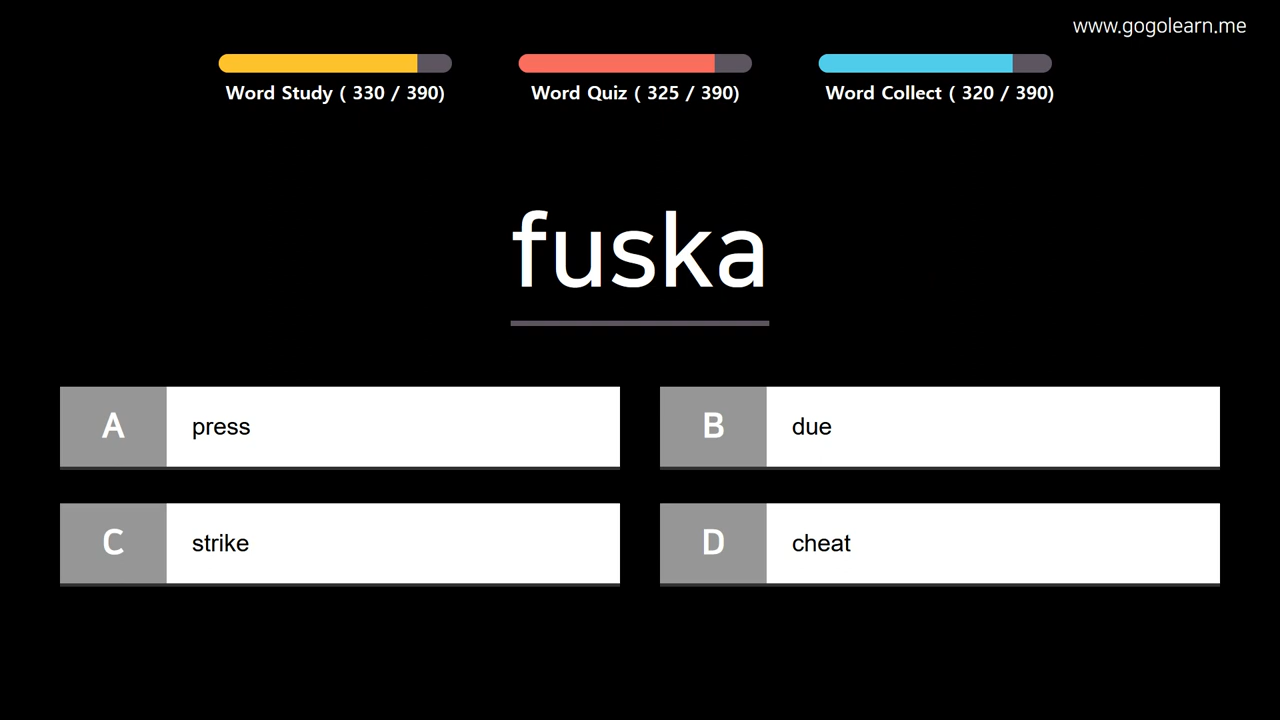 www.gogolearn.me
Word Study ( 330 / 390)
Word Quiz ( 325 / 390)
Word Collect ( 320 / 390)
fuska
A press
B due
C strike
D cheat